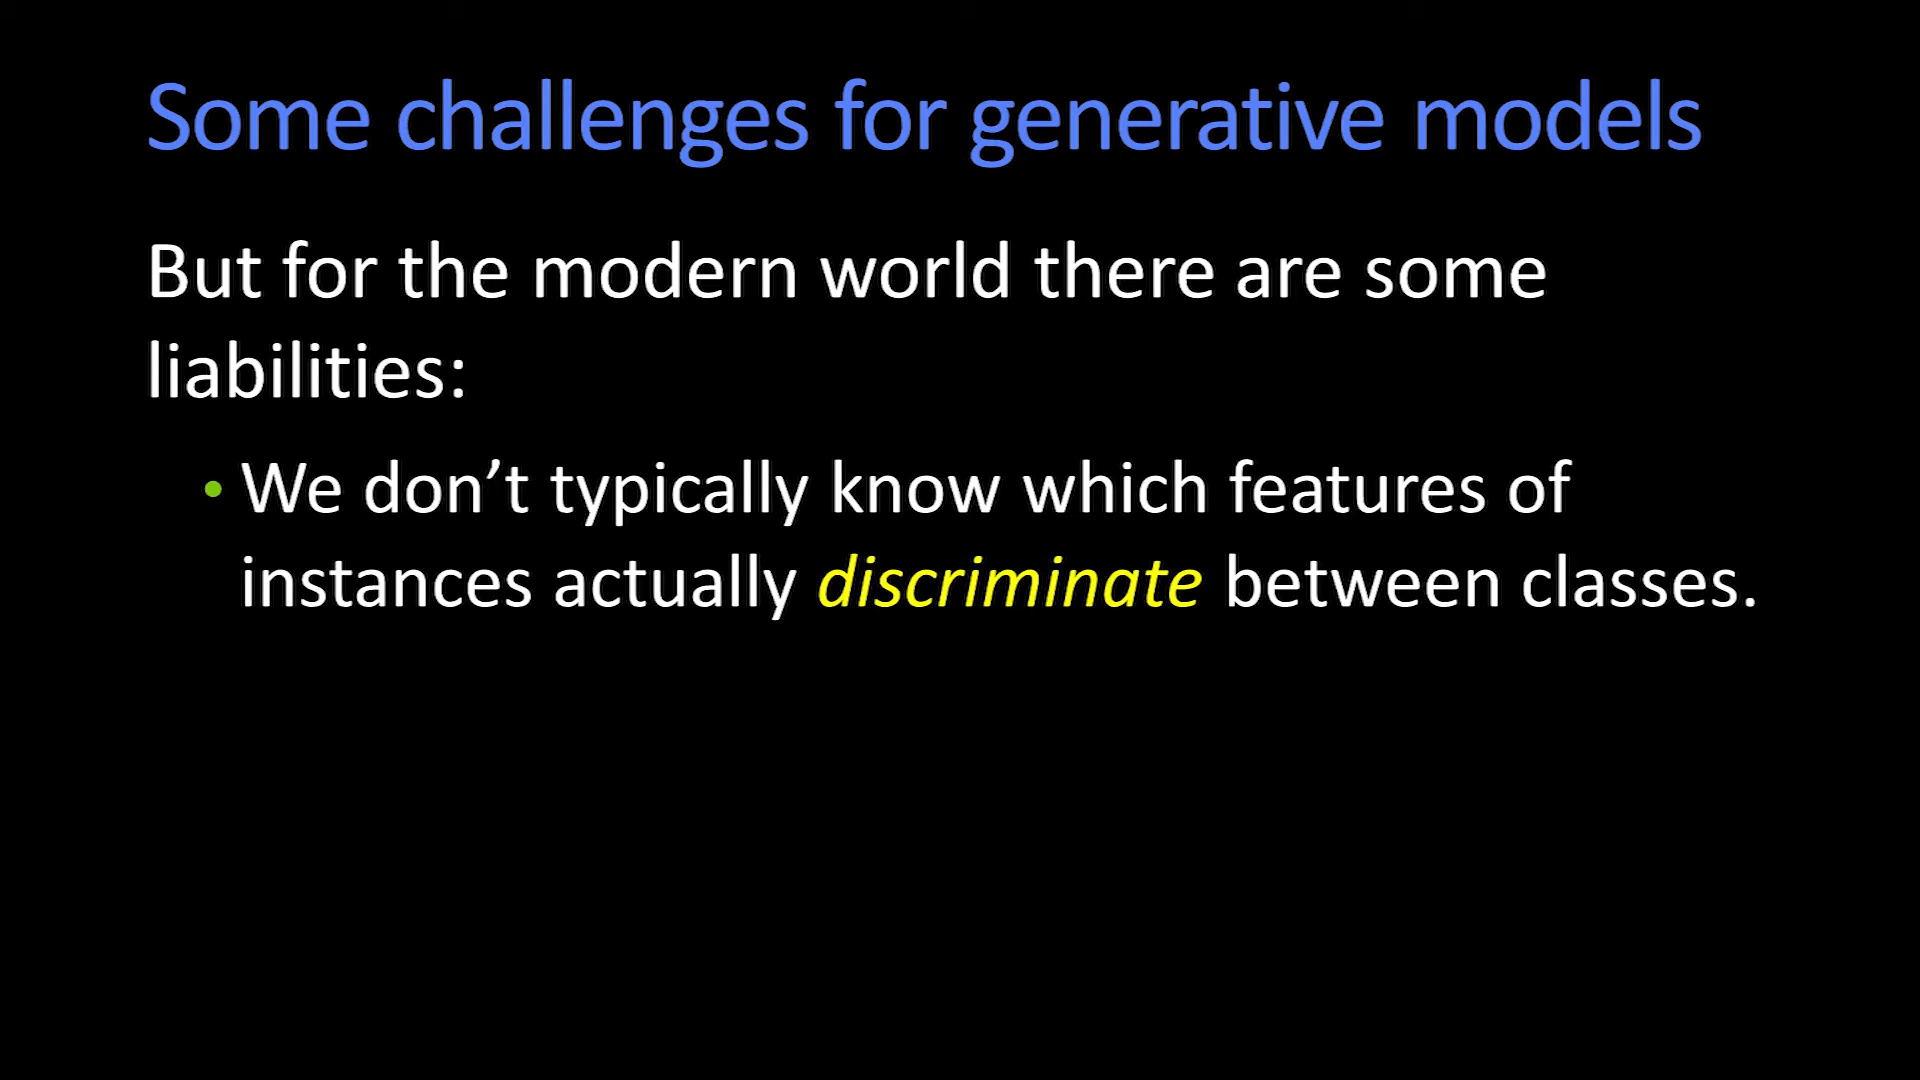 Some challenges for generative models
But for the modern world there are some
liabilities:
• We don’t typically know which features of
instances actually discriminate between classes.